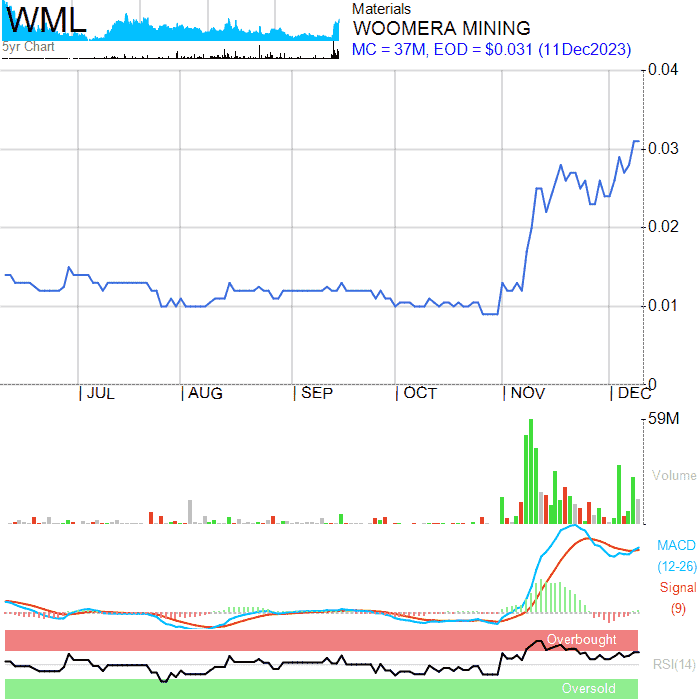 WML
5yr Chart
Materials
WOOMERA MINING
MC = 37M, EOD = $0.031 (11Dec2023)
0.04
0.03
0.02
0.01
0
JUL AUG SEP OCT NOV DEC
59M
Volume
MACD
(12-26)
Signal
(9)
Overbought
RSI(14)
Oversold